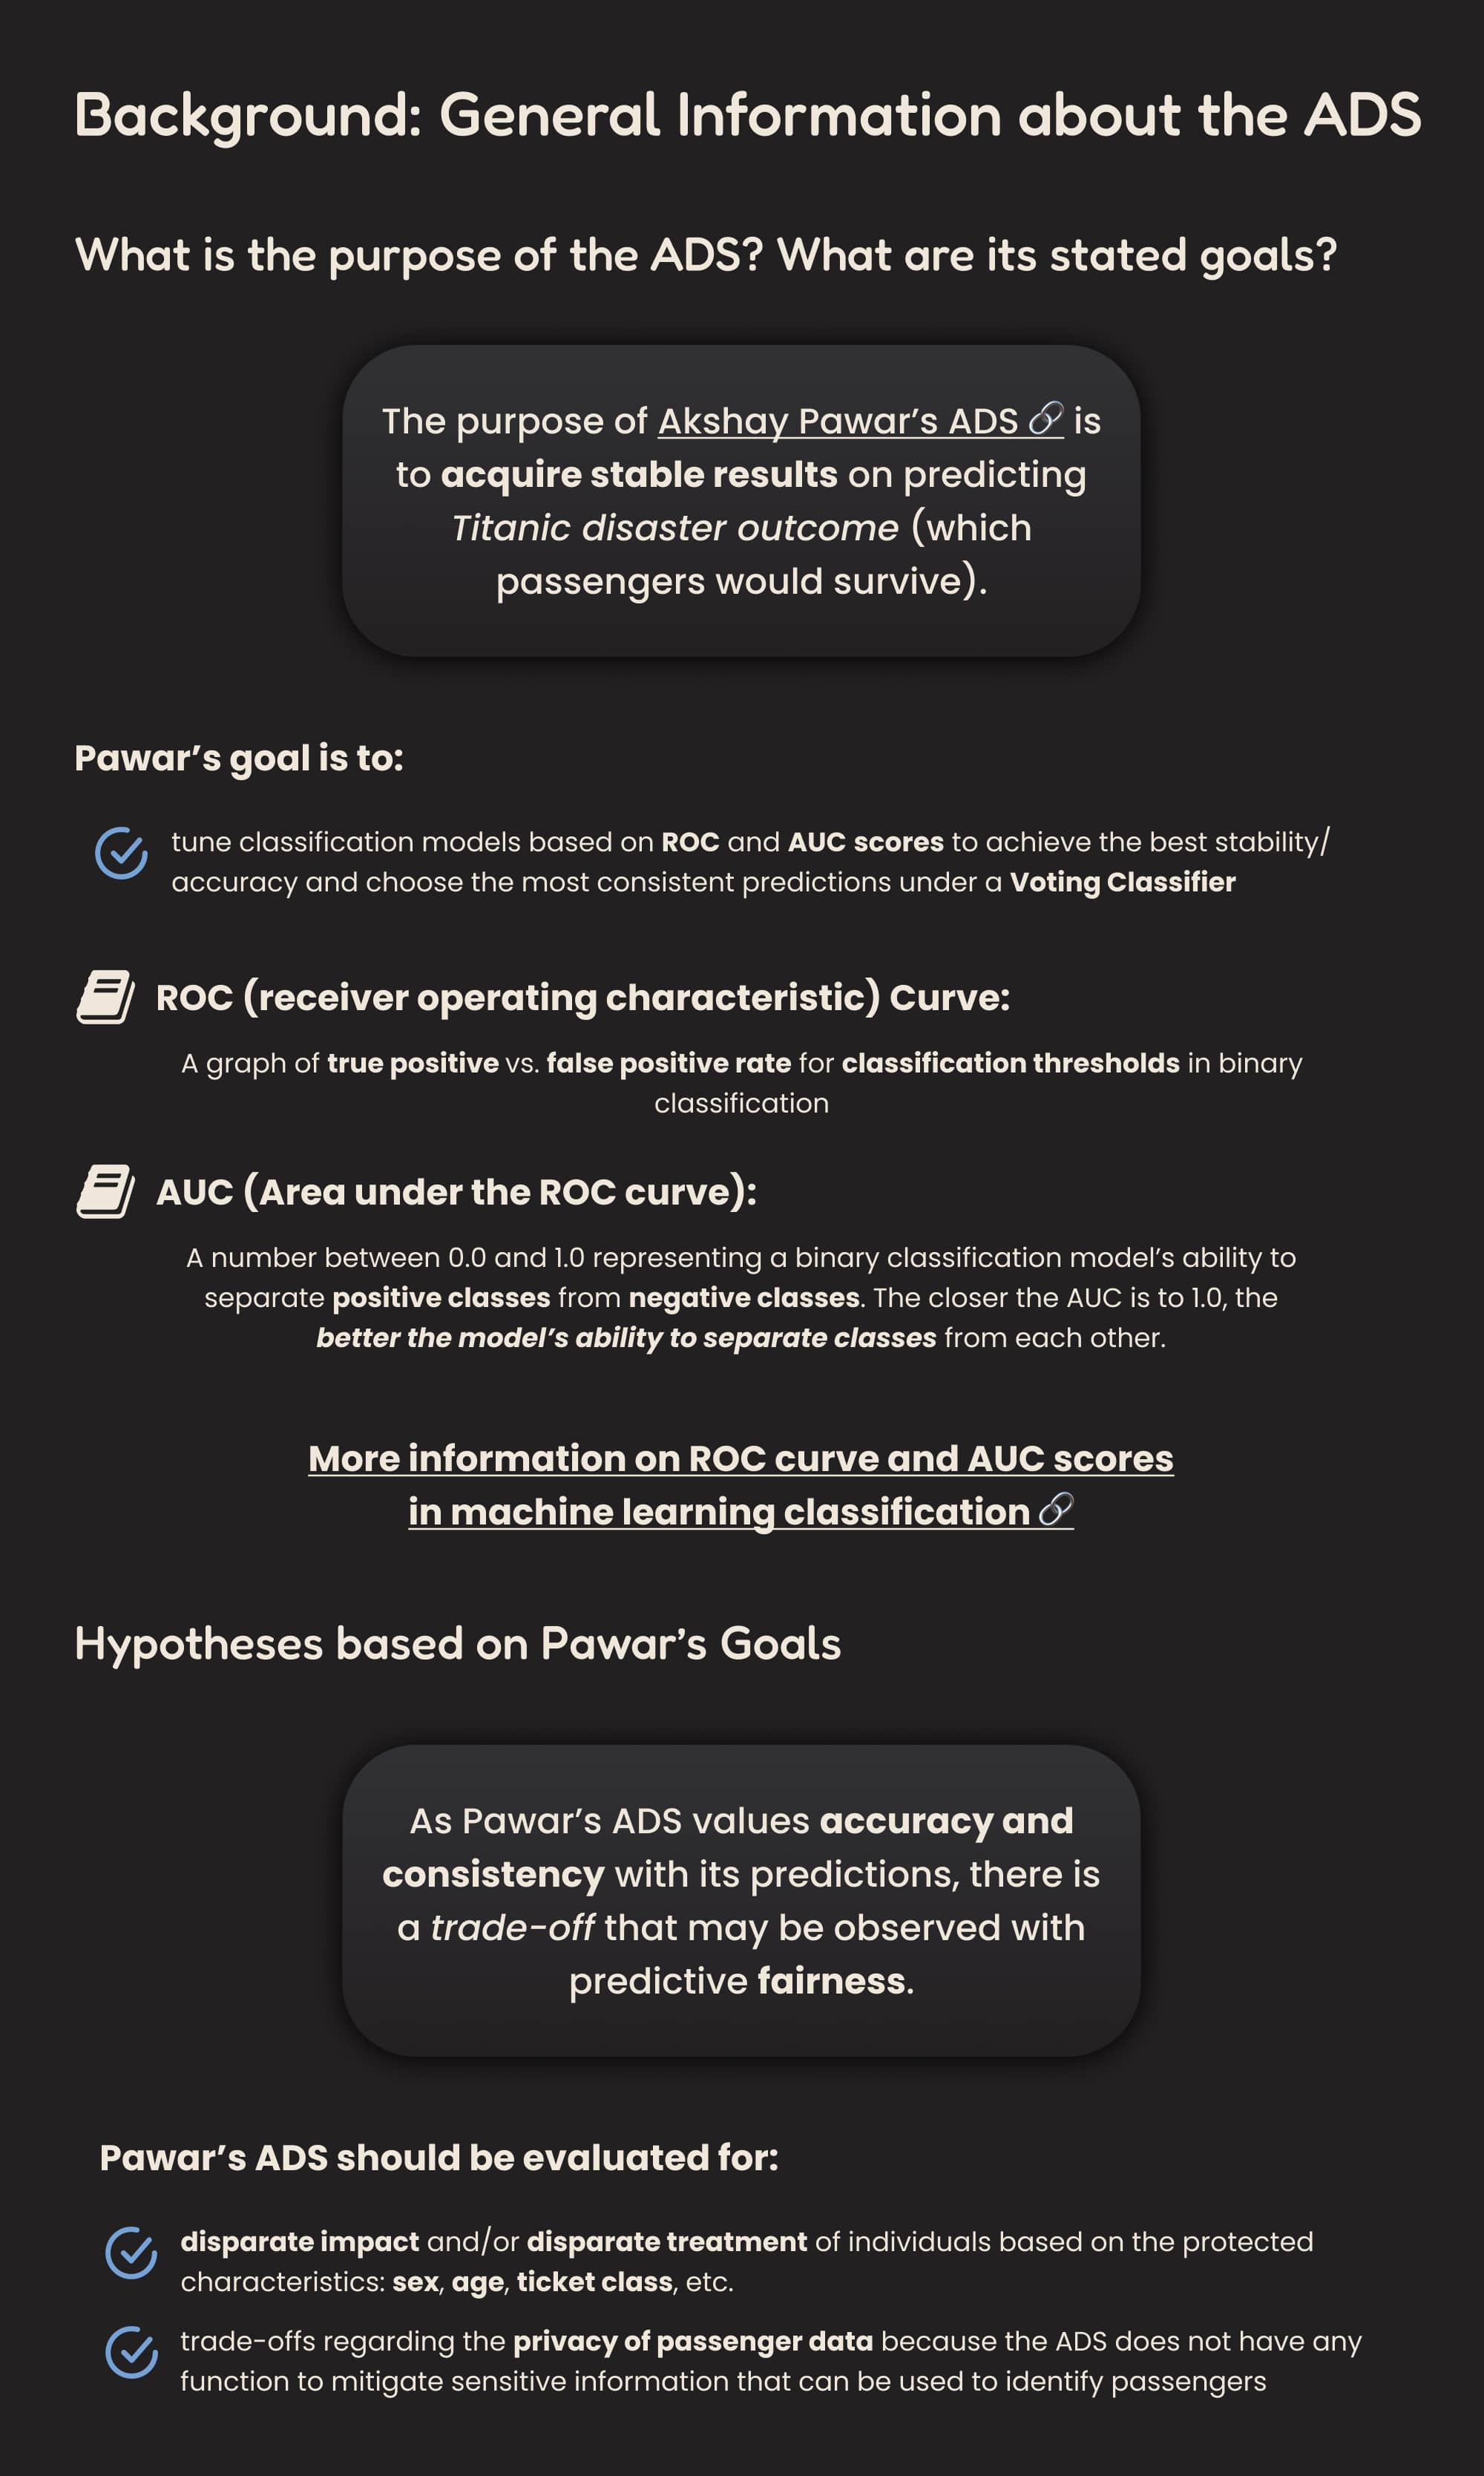 Background: General Information about the ADS
What is the purpose of the ADS? What are its stated goals?
The purpose of Akshay Pawar’s ADS 🔗 is
to acquire stable results on predicting
Titanic disaster outcome (which
passengers would survive).
Pawar’s goal is to:
tune classification models based on ROC and AUC scores to achieve the best stability/
accuracy and choose the most consistent predictions under a Voting Classifier
ROC (receiver operating characteristic) Curve:
A graph of true positive vs. false positive rate for classification thresholds in binary
classification
AUC (Area under the ROC curve):
A number between 0.0 and 1.0 representing a binary classification model’s ability to
separate positive classes from negative classes. The closer the AUC is to 1.0, the
better the model’s ability to separate classes from each other.
More information on ROC curve and AUC scores
in machine learning classification 🔗
Hypotheses based on Pawar’s Goals
As Pawar’s ADS values accuracy and
consistency with its predictions, there is
a trade-off that may be observed with
predictive fairness.
Pawar’s ADS should be evaluated for:
disparate impact and/or disparate treatment of individuals based on the protected
characteristics: sex, age, ticket class, etc.
trade-offs regarding the privacy of passenger data because the ADS does not have any
function to mitigate sensitive information that can be used to identify passengers